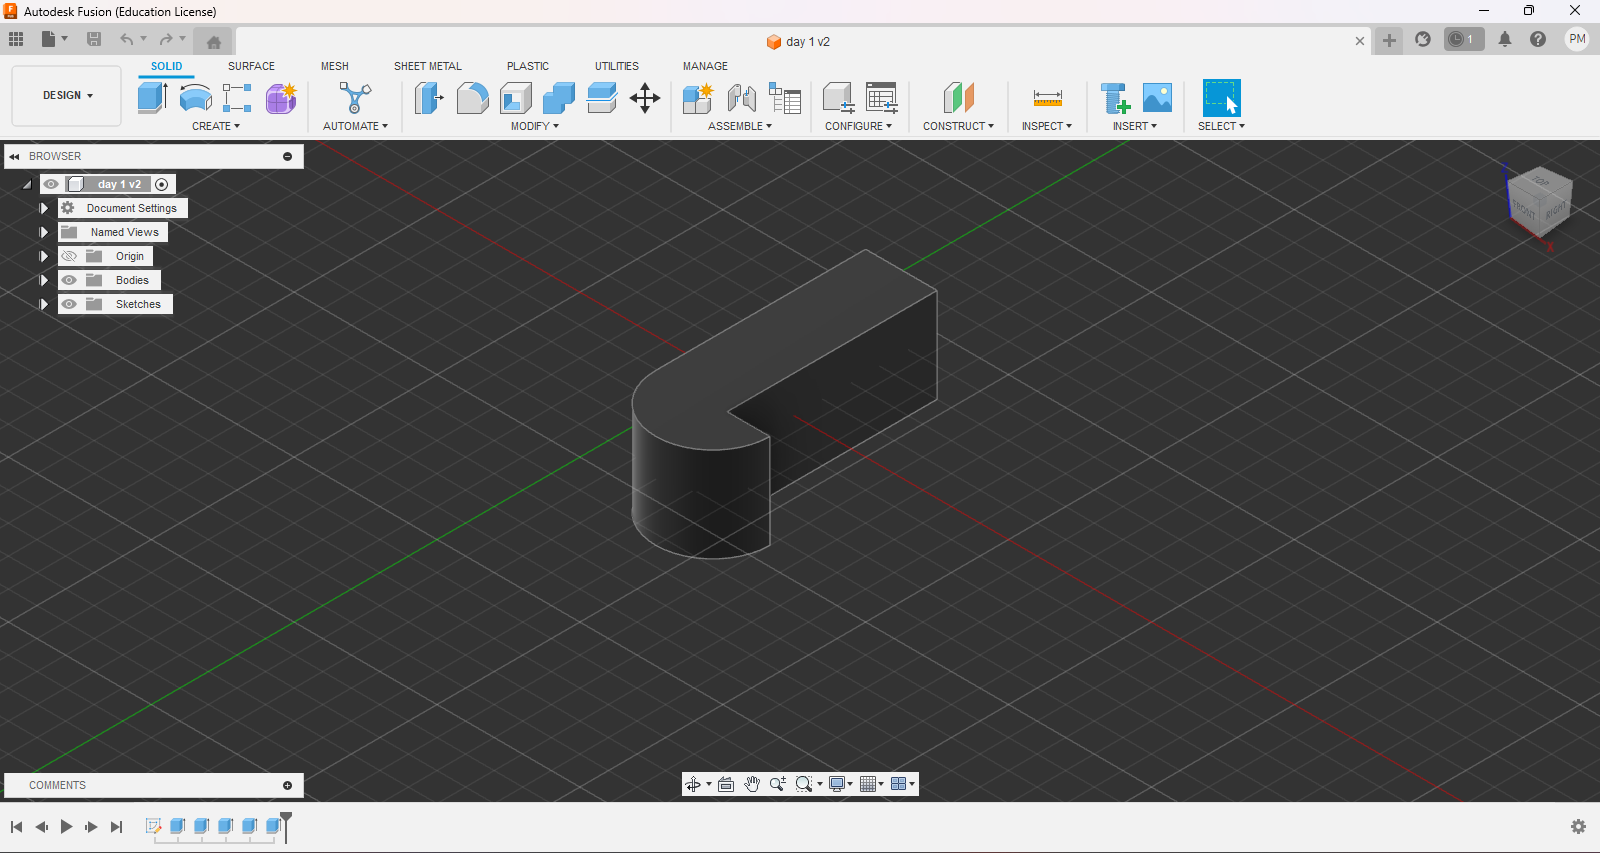 Autodesk Fusion (Education License)
day 1 v2
1
PM
DESIGN
SOLID
SURFACE
MESH
SHEET METAL
PLASTIC
UTILITIES
MANAGE
CREATE
AUTOMATE
MODIFY
ASSEMBLE
CONFIGURE
CONSTRUCT
INSPECT
INSERT
SELECT
BROWSER
day 1 v2
Document Settings
Named Views
Origin
Bodies
Sketches
TOP
FRONT
RIGHT
X
COMMENTS